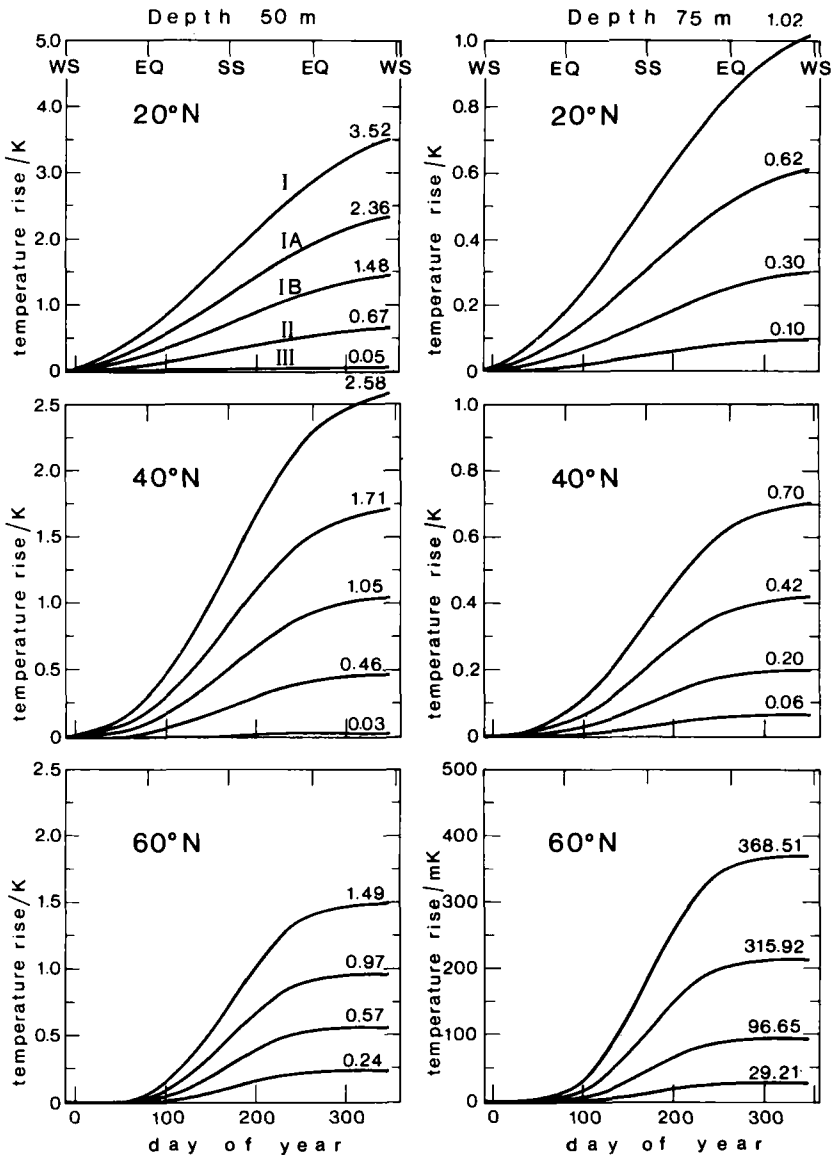 Depth 50 m
5.0
WS EQ SS EQ WS
4.0
20°N
3.52
3.0
I
2.36
2.0
IA
1.48
IB
1.0
0.67
II
III
0.05
0
temperature rise/K
Depth 75 m
1.02
1.0
WS EQ SS EQ WS
0.8
20°N
0.62
0.6
0.4
0.30
0.2
0.10
0
temperature rise/K
2.58
2.5
40°N
2.0
1.71
1.5
1.05
1.0
0.46
0.5
0.03
0
temperature rise/K
1.0
0.8
40°N
0.70
0.6
0.42
0.4
0.20
0.2
0.06
0
temperature rise/K
2.5
2.0
60°N
1.5
1.49
1.0
0.97
0.57
0.5
0.24
0
temperature rise/K
0 100 200 300
day of year
500
400
60°N
368.51
300
315.92
200
100
96.65
29.21
0
temperature rise/mK
0 100 200 300
day of year